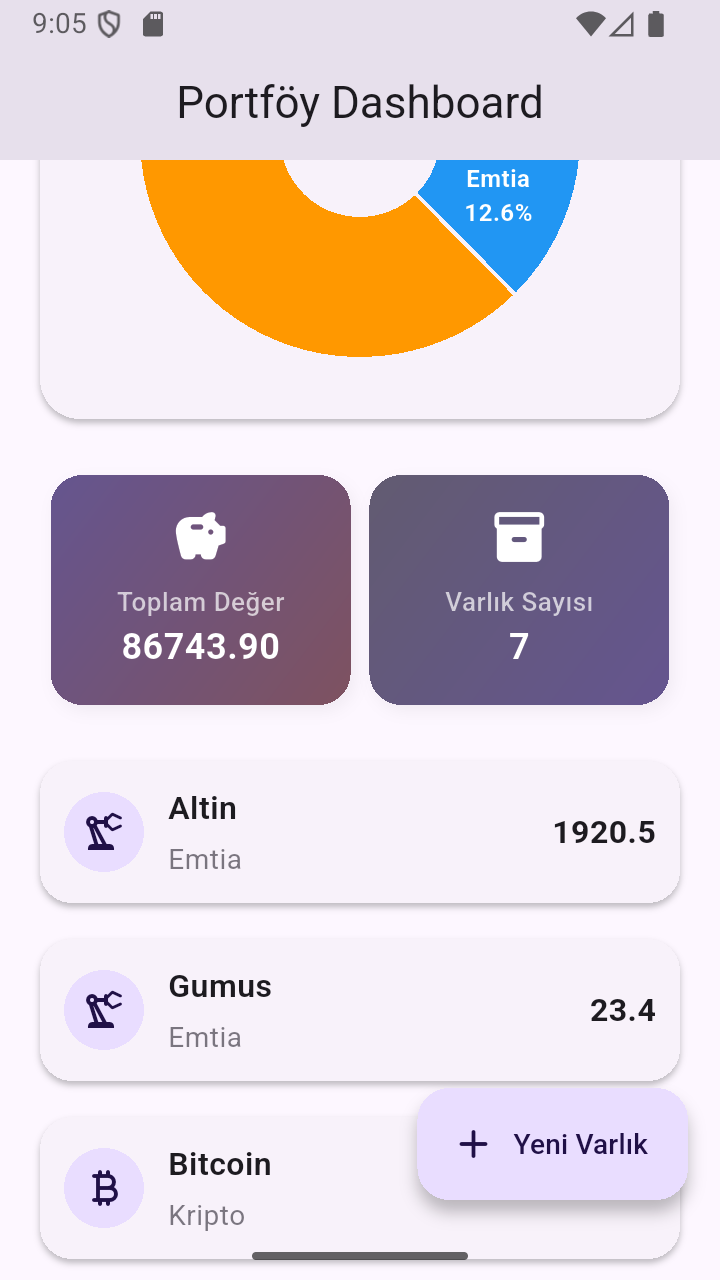 9:05
Portföy Dashboard
Emtia
12.6%
Toplam Değer
86743.90
Varlık Sayısı
7
Altin
Emtia
1920.5
Gumus
Emtia
23.4
Bitcoin
Kripto
Yeni Varlık